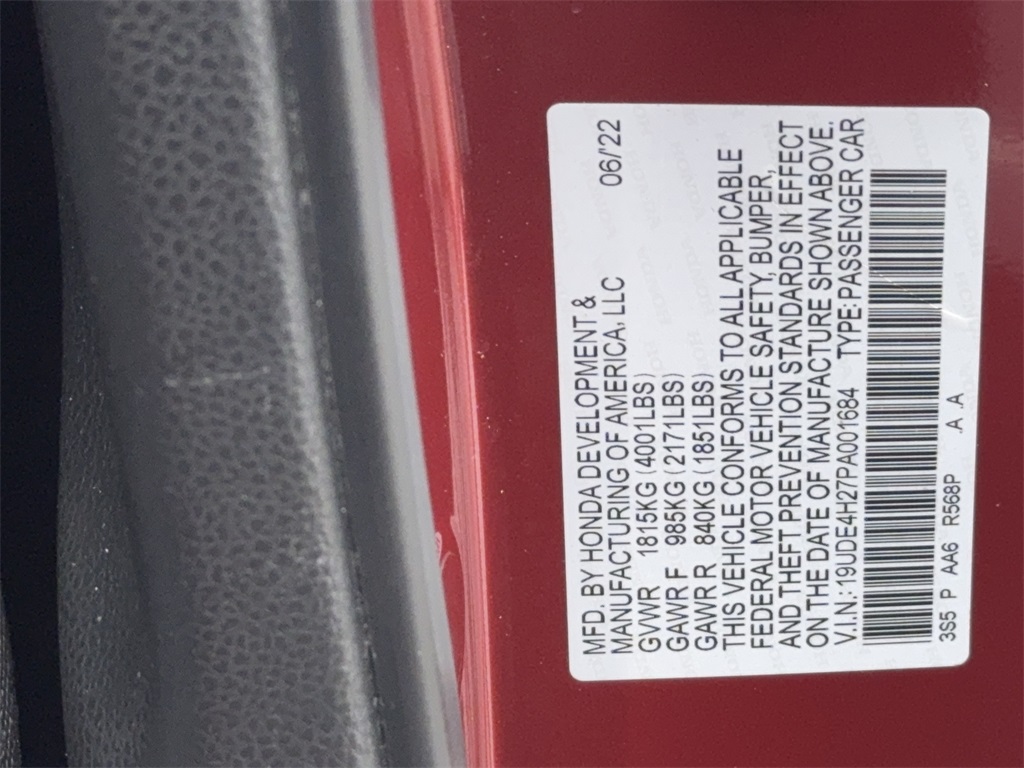 MFD. BY HONDA DEVELOPMENT &
MANUFACTURING OF AMERICA, LLC 06/'22
GVWR 1815KG (4001LBS)
GAWR F 985KG (2171LBS)
GAWR R 840KG (1851LBS)
THIS VEHICLE CONFORMS TO ALL APPLICABLE
FEDERAL MOTOR VEHICLE SAFETY, BUMPER,
AND THEFT PREVENTION STANDARDS IN EFFECT
ON THE DATE OF MANUFACTURE SHOWN ABOVE.
V.I.N.: 19UDE4H27PA001684 TYPE: PASSENGER CAR
3S5 P AA6 R568P .A .A